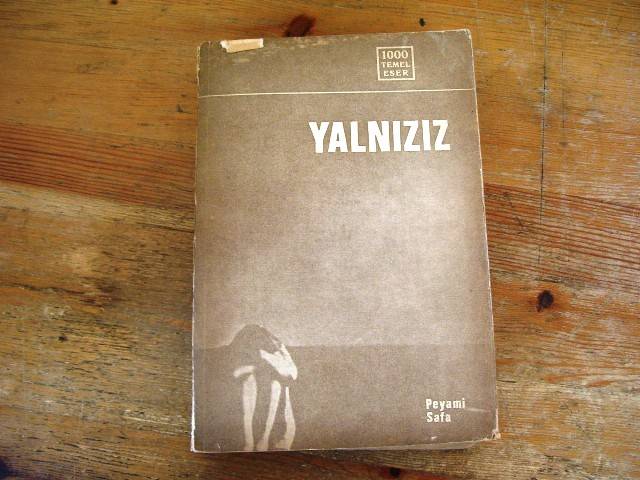 1000
TEMEL
ESER
YALNIZIZ
Peyami
Safa